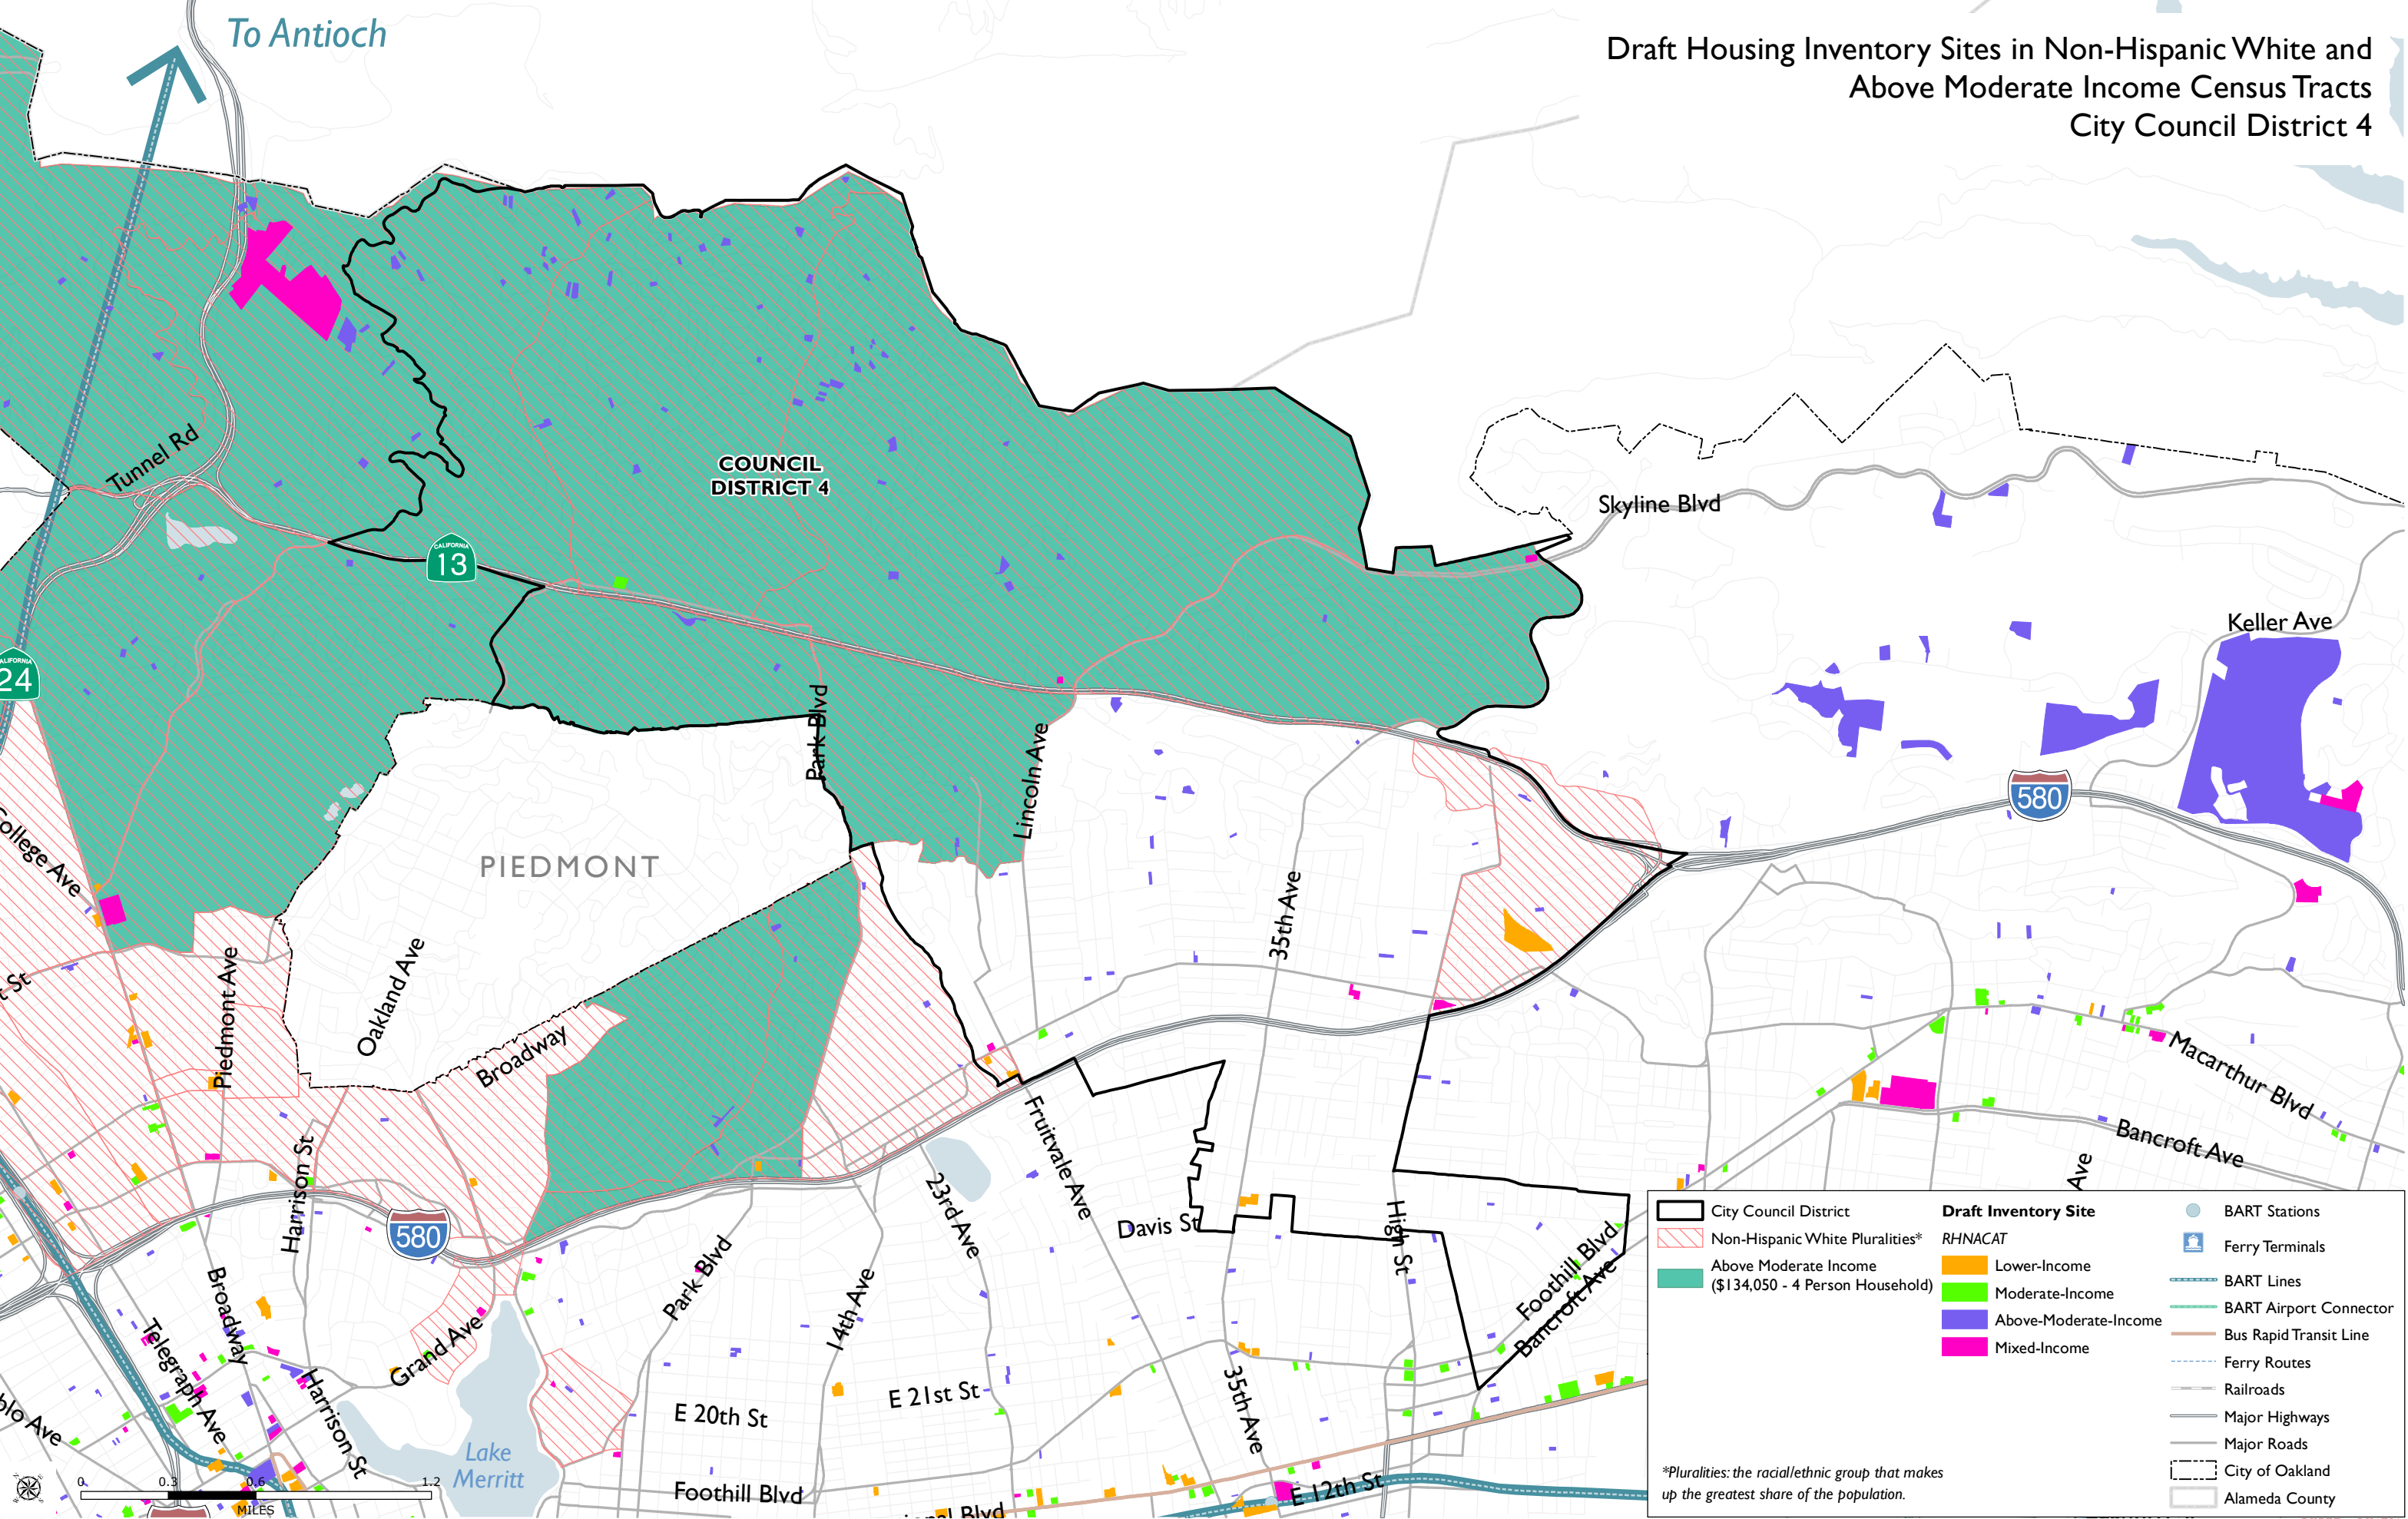 To Antioch
Draft Housing Inventory Sites in Non-Hispanic White and
Above Moderate Income Census Tracts
City Council District 4
Tunnel Rd
COUNCIL
DISTRICT 4
CALIFORNIA
13
Skyline Blvd
Keller Ave
CALIFORNIA
24
Park Blvd
Lincoln Ave
580
College Ave
PIEDMONT
35th Ave
Piedmont Ave
Oakland Ave
Broadway
t St
Macarthur Blvd
Bancroft Ave
Ave
Harrison St
580
Fruitvale Ave
23rd Ave
Davis St
High St
Foothill Blvd
Bancroft Ave
Park Blvd
14th Ave
Broadway
Telegraph Ave
Grand Ave
Harrison St
blo Ave
E 20th St
E 21st St
35th Ave
Lake
Merritt
Foothill Blvd
E 12th St
0 0.3 0.6 1.2
MILES
City Council District
Non-Hispanic White Pluralities*
Above Moderate Income
($134,050 - 4 Person Household)
Draft Inventory Site
RHNACAT
Lower-Income
Moderate-Income
Above-Moderate-Income
Mixed-Income
BART Stations
Ferry Terminals
BART Lines
BART Airport Connector
Bus Rapid Transit Line
Ferry Routes
Railroads
Major Highways
Major Roads
City of Oakland
Alameda County
*Pluralities: the racial/ethnic group that makes
up the greatest share of the population.